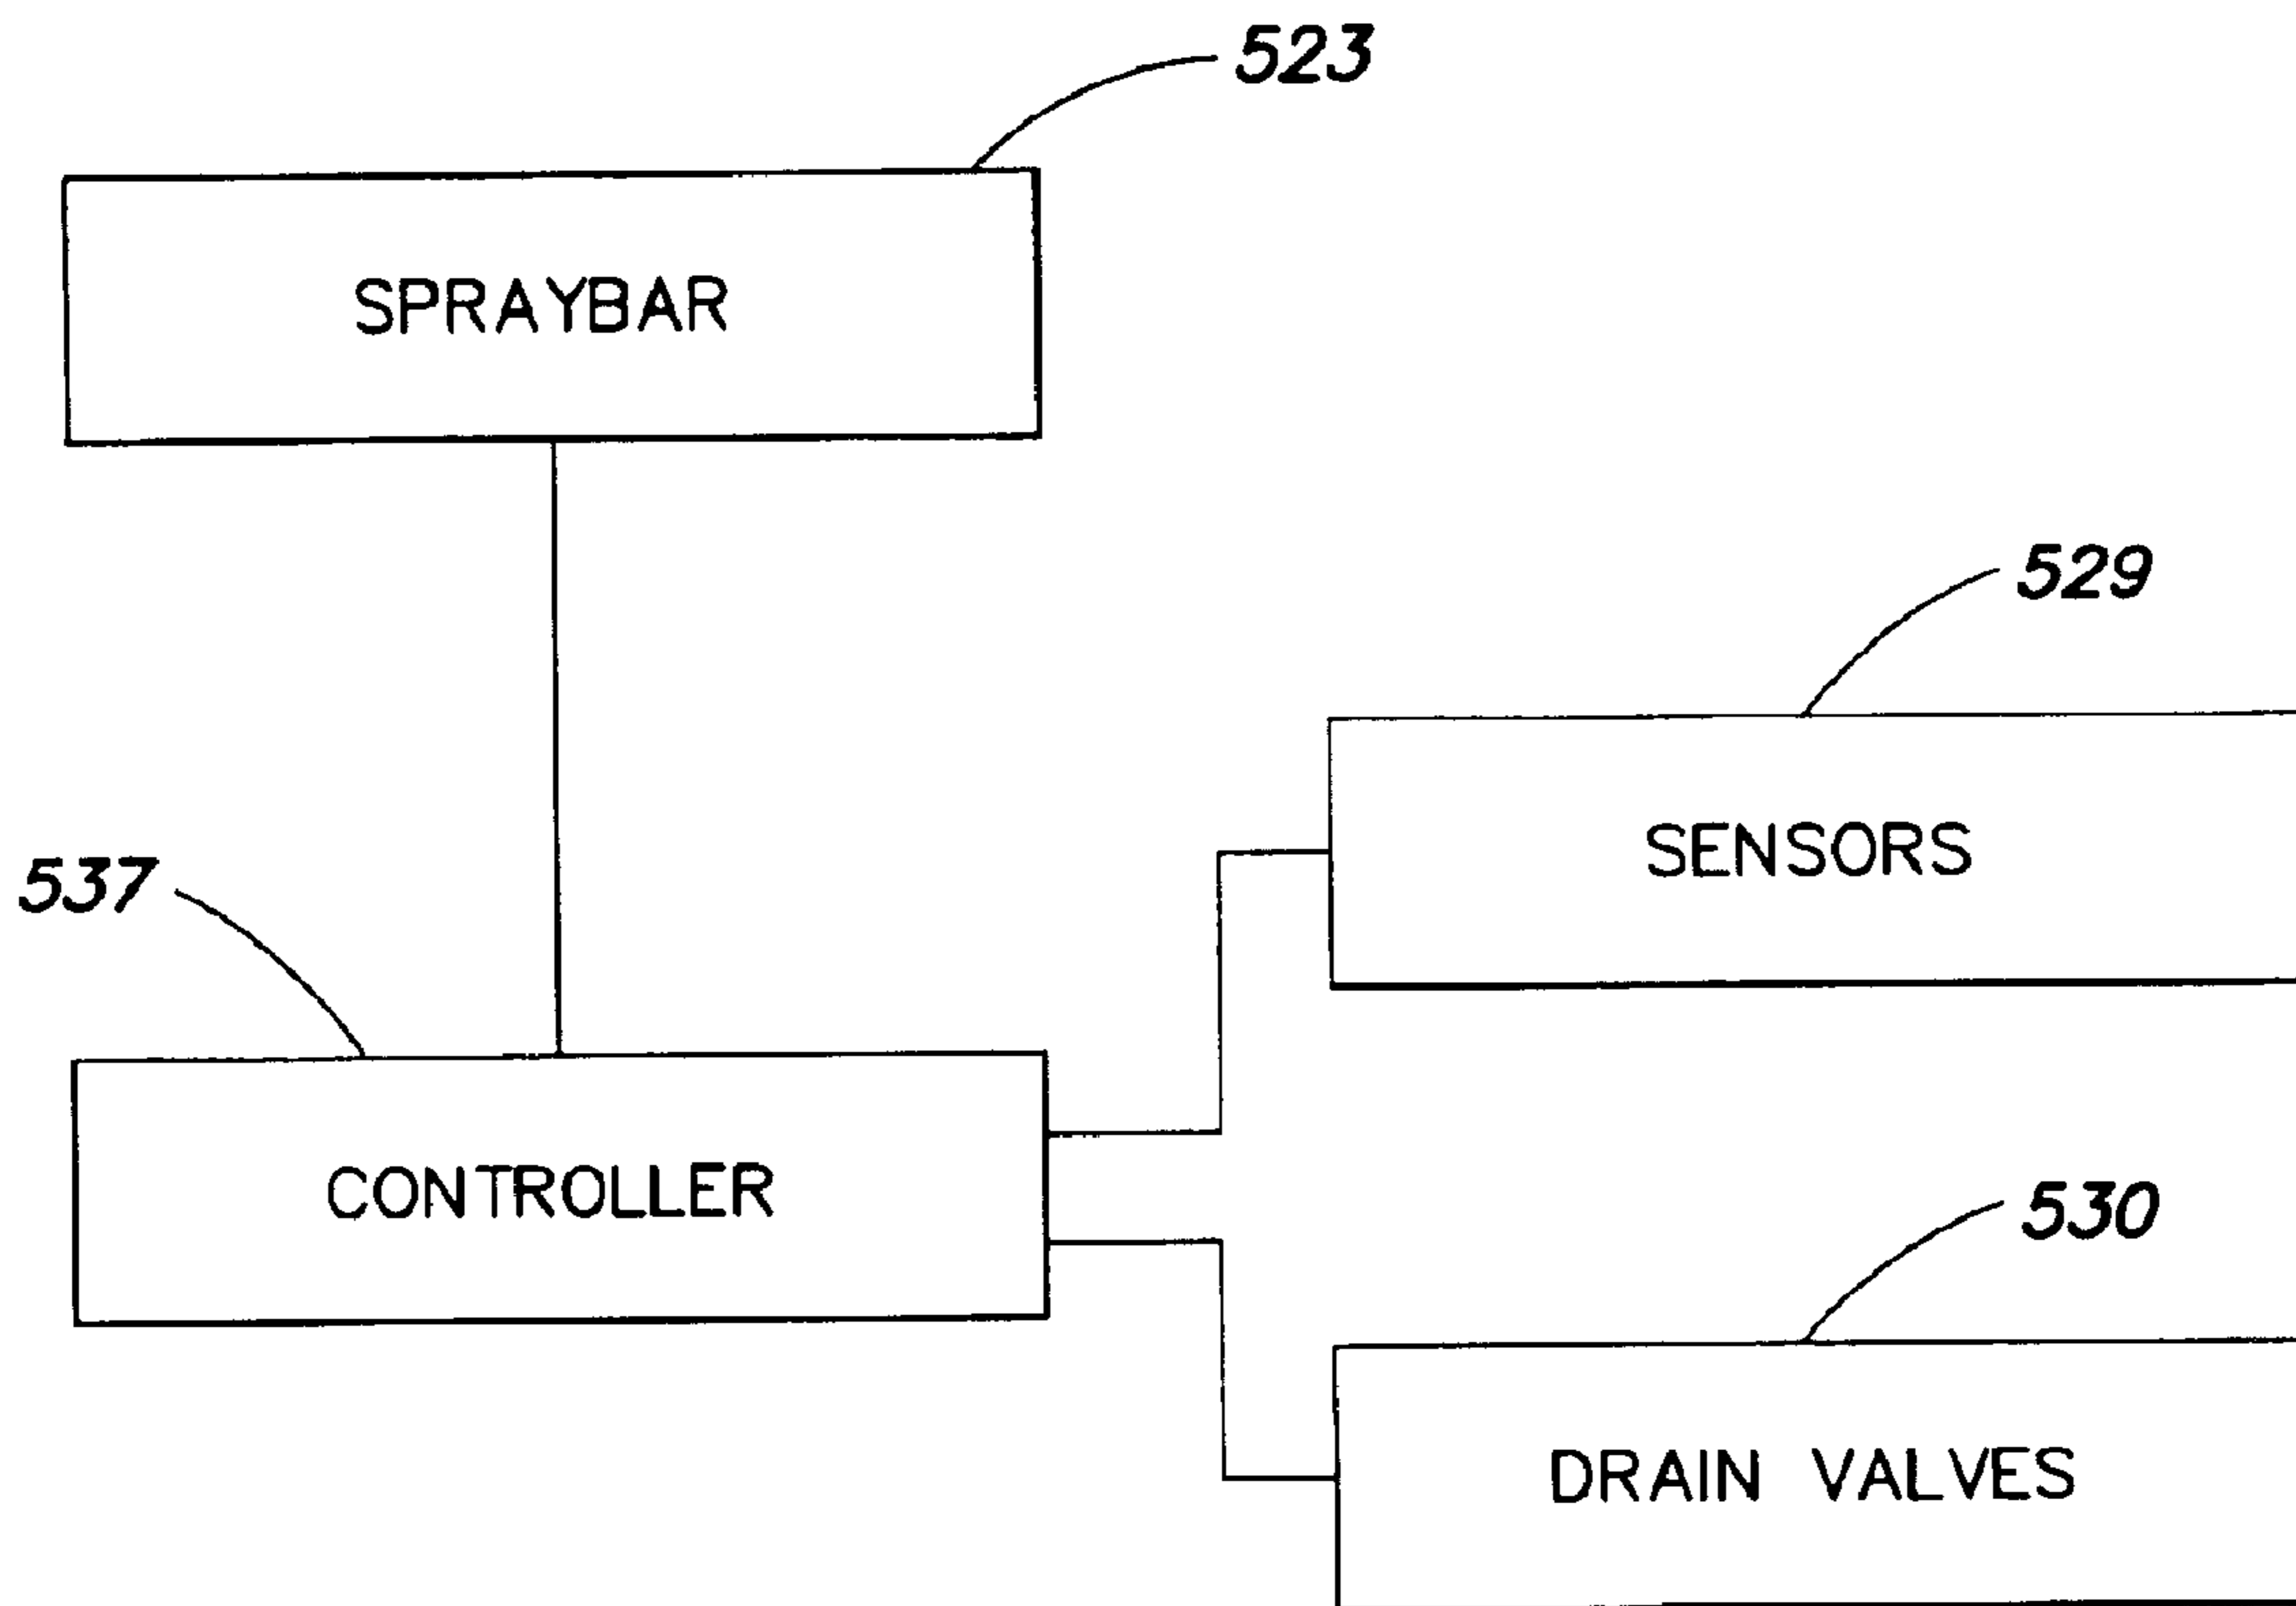 523
SPRAYBAR
529
537
SENSORS
CONTROLLER
530
DRAIN VALVES